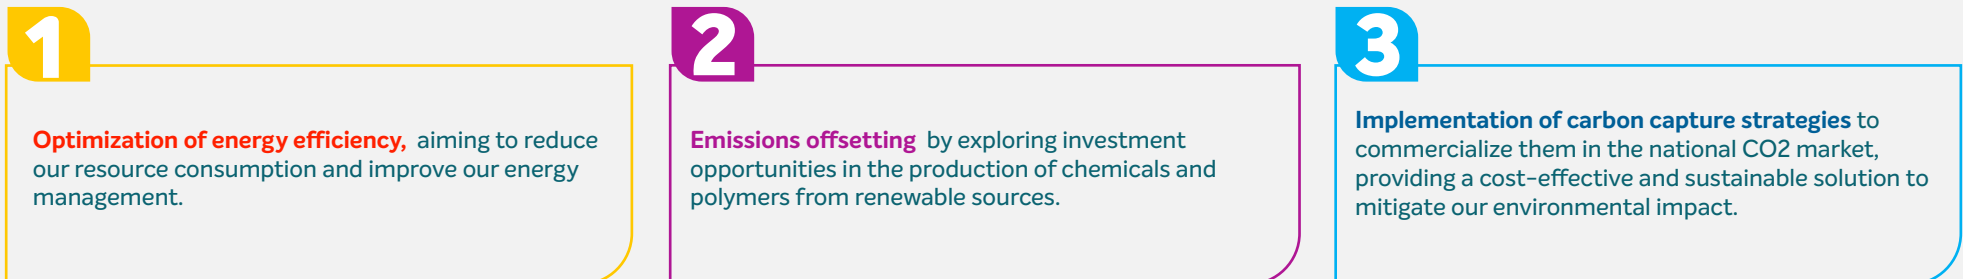 1
Optimization of energy efficiency, aiming to reduce
our resource consumption and improve our energy
management.
2
Emissions offsetting by exploring investment
opportunities in the production of chemicals and
polymers from renewable sources.
3
Implementation of carbon capture strategies to
commercialize them in the national CO2 market,
providing a cost-effective and sustainable solution to
mitigate our environmental impact.